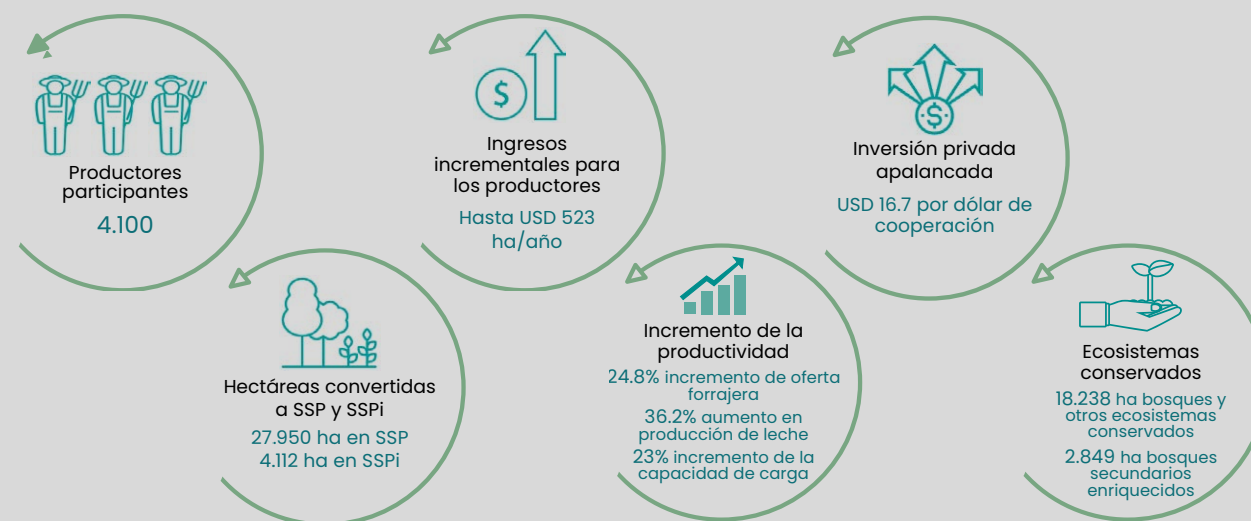 Productores
participantes
4.100
Hectáreas convertidas
a SSP y SSPi
27.950 ha en SSP
4.112 ha en SSPi
Ingresos
incrementales para
los productores
Hasta USD 523
ha/año
Incremento de la
productividad
24.8% incremento de oferta
forrajera
36.2% aumento en
producción de leche
23% incremento de la
capacidad de carga
Inversión privada
apalancada
USD 16.7 por dólar de
cooperación
Ecosistemas
conservados
18.238 ha bosques y
otros ecosistemas
conservados
2.849 ha bosques
secundarios
enriquecidos